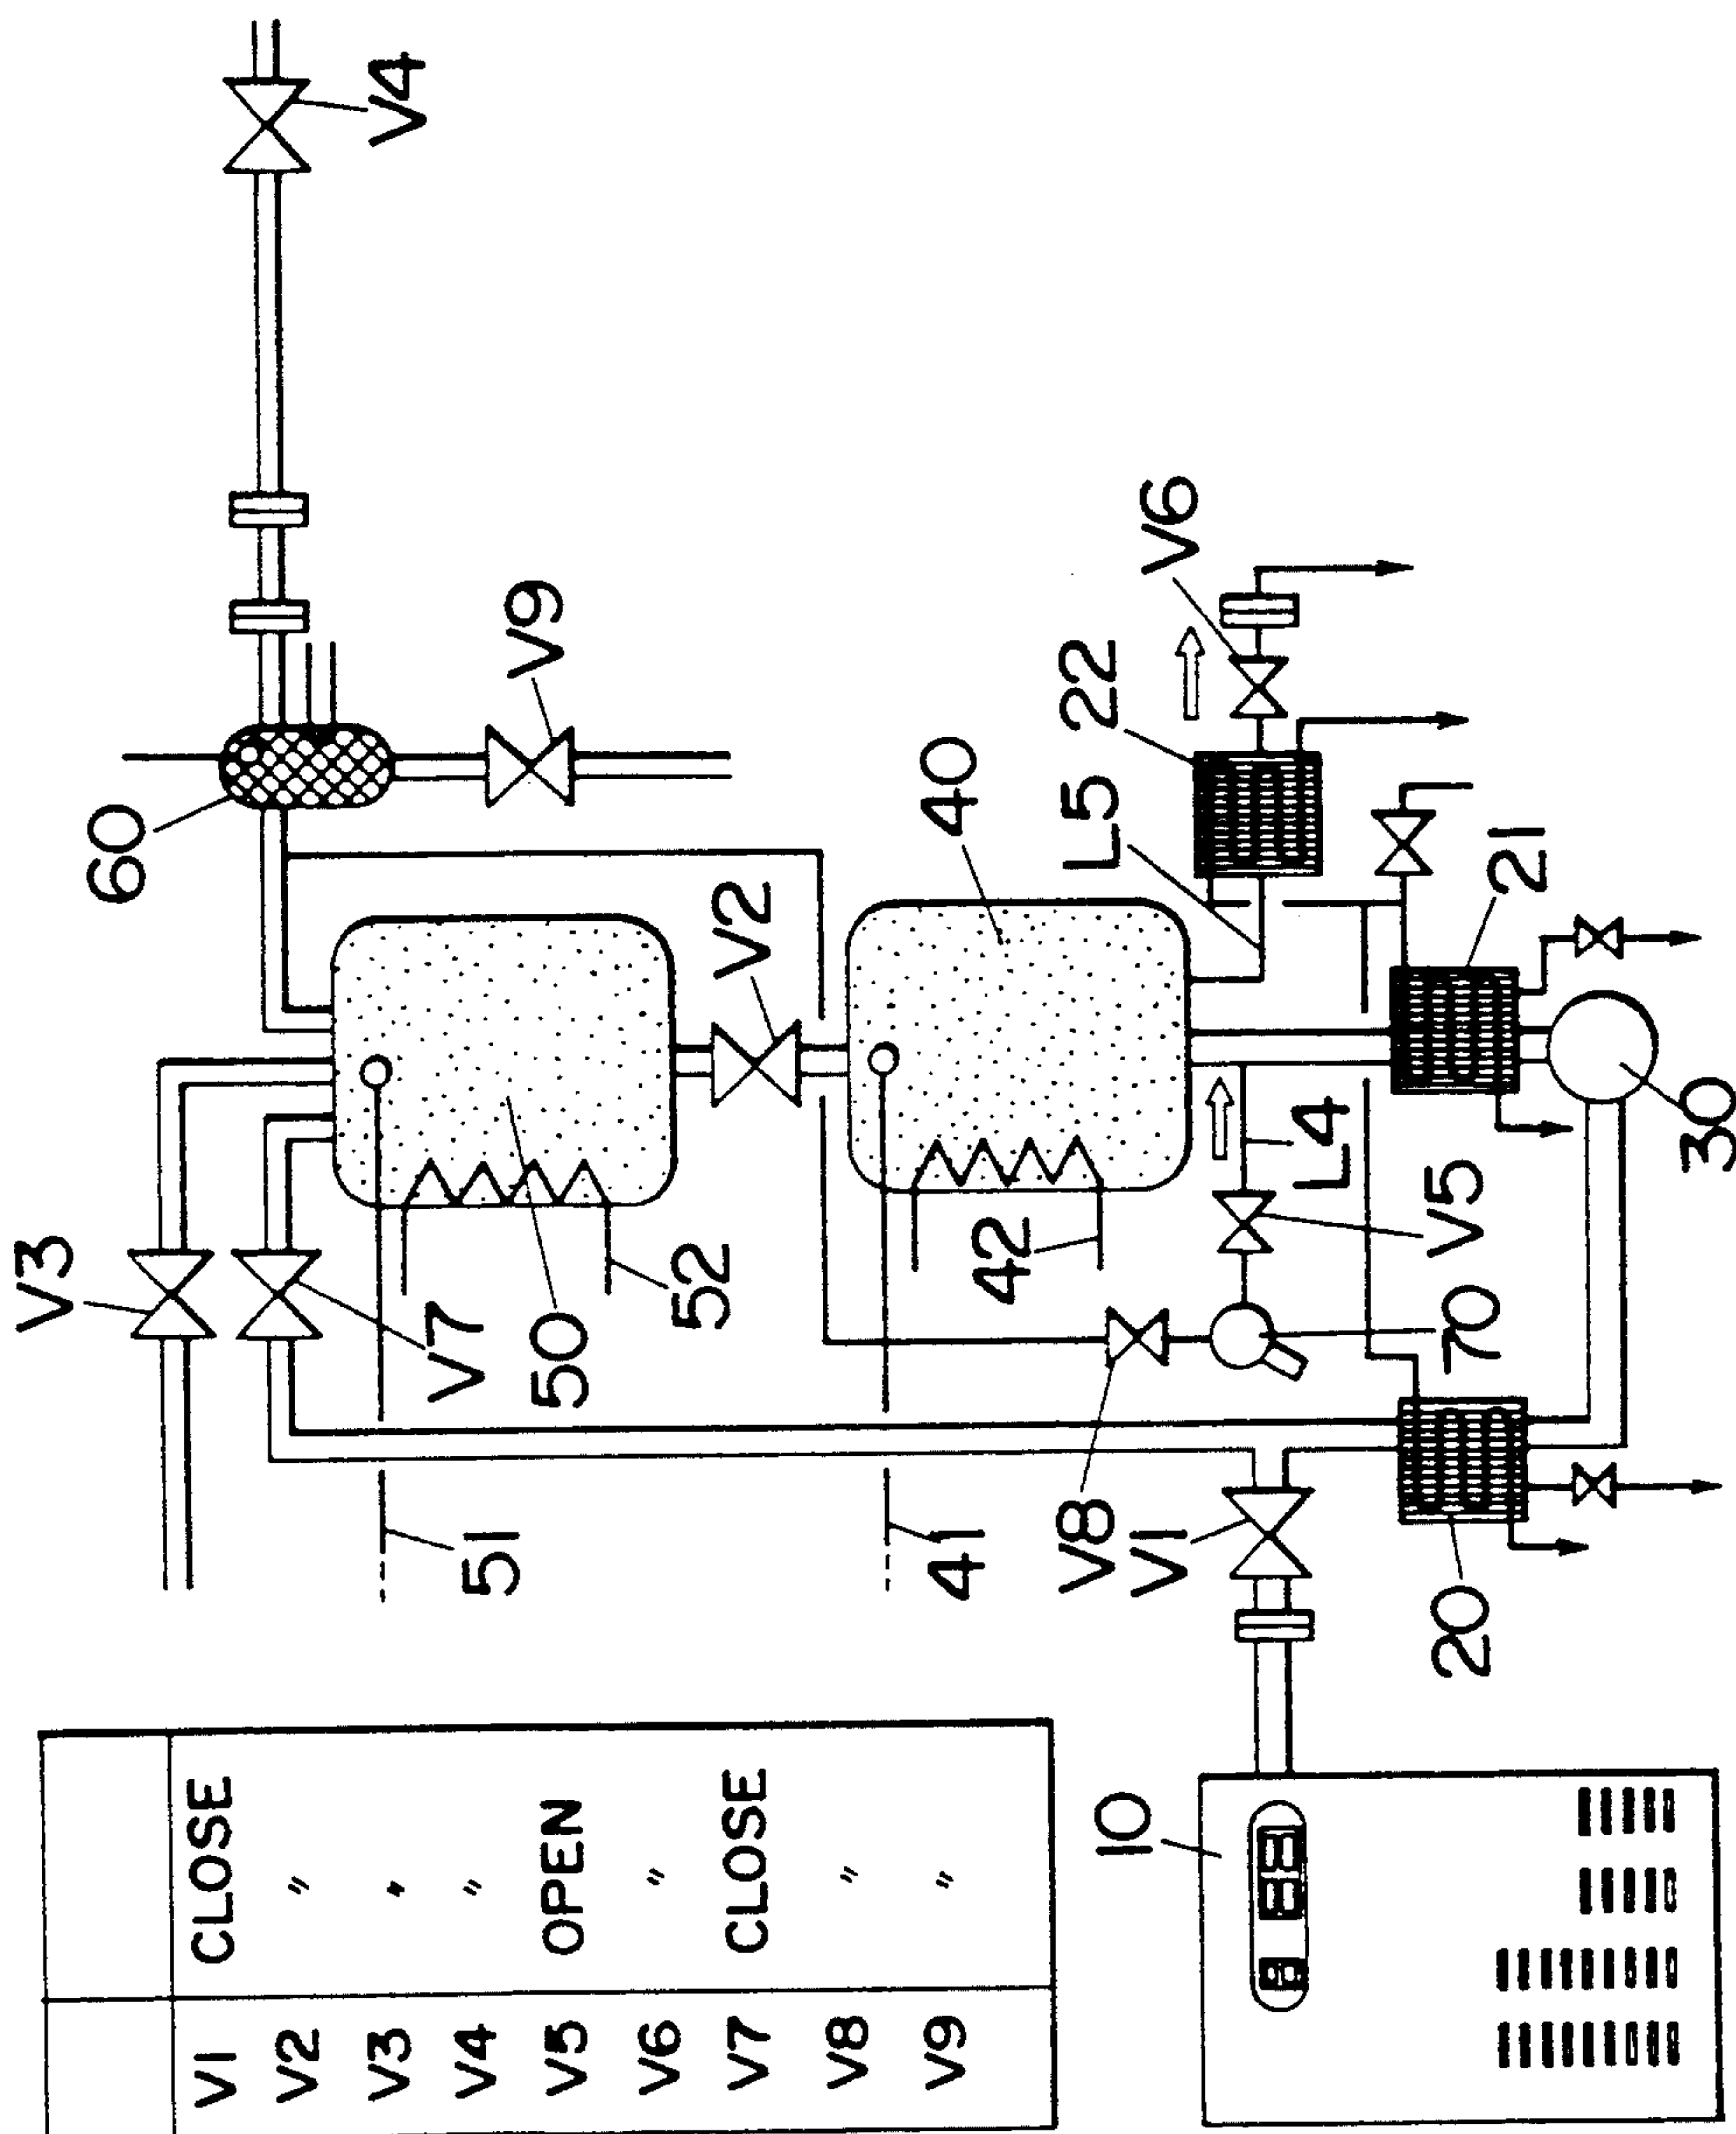 V1 CLOSE
V2 〃
V3 〃
V4 〃
V5 OPEN
V6 〃
V7 CLOSE
V8 〃
V9 〃
V3
60
V4
V7
51
V9
50
52
V2
41
40
42
V8
L5
22
10
V1
V6
L4
V5
20
70
21
30